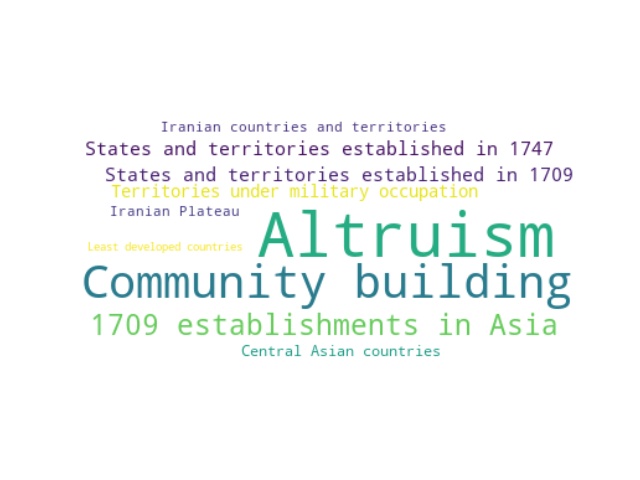 Iranian countries and territories
States and territories established in 1747
States and territories established in 1709
Territories under military occupation
Iranian Plateau
Altruism
Least developed countries
Community building
1709 establishments in Asia
Central Asian countries